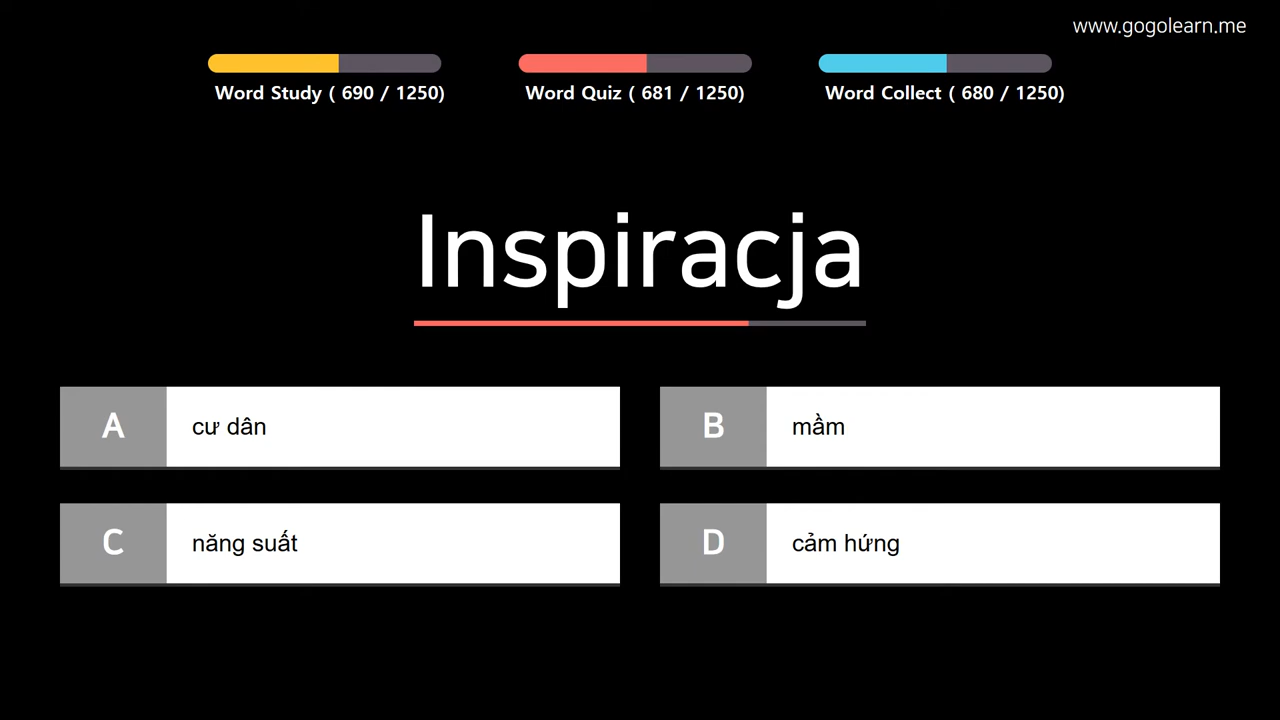 www.gogolearn.me
Word Study ( 690 / 1250)
Word Quiz ( 681 / 1250)
Word Collect ( 680 / 1250)
Inspiracja
A
cư dân
B
mầm
C
năng suất
D
cảm hứng